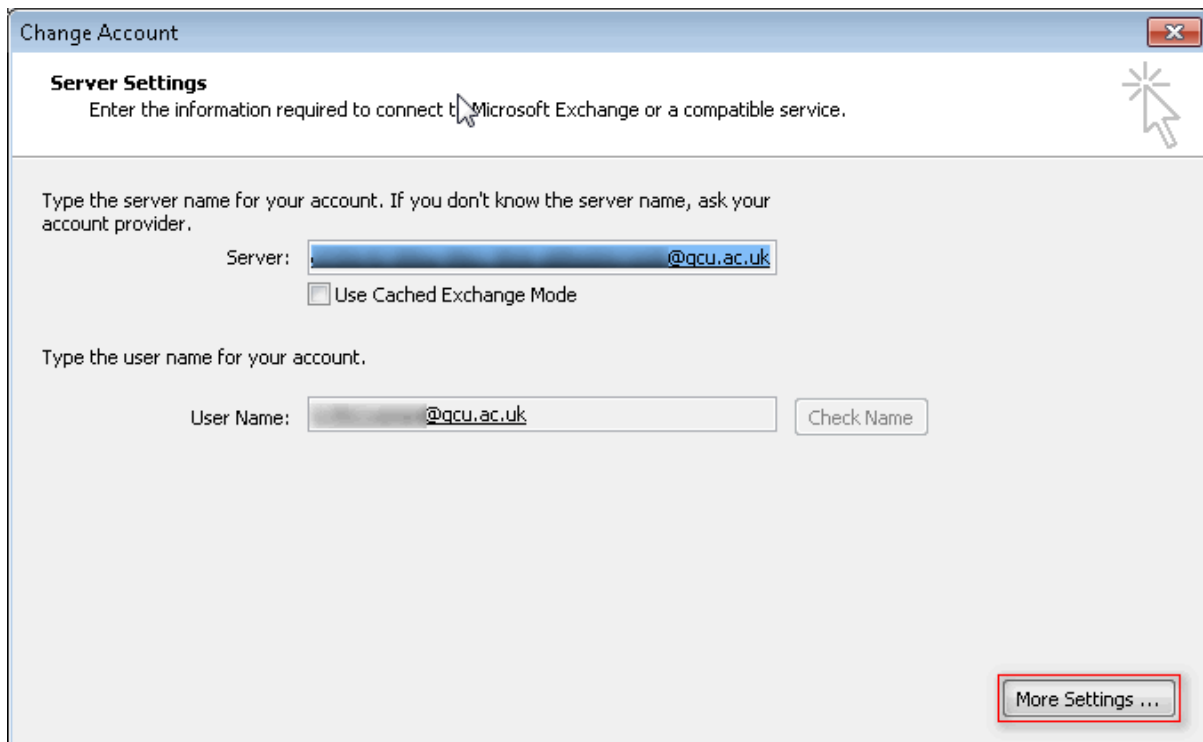 Change Account
Server Settings
Enter the information required to connect to Microsoft Exchange or a compatible service.
Type the server name for your account. If you don't know the server name, ask your
account provider.
Server: @gcu.ac.uk
Use Cached Exchange Mode
Type the user name for your account.
User Name: @gcu.ac.uk Check Name
More Settings ...